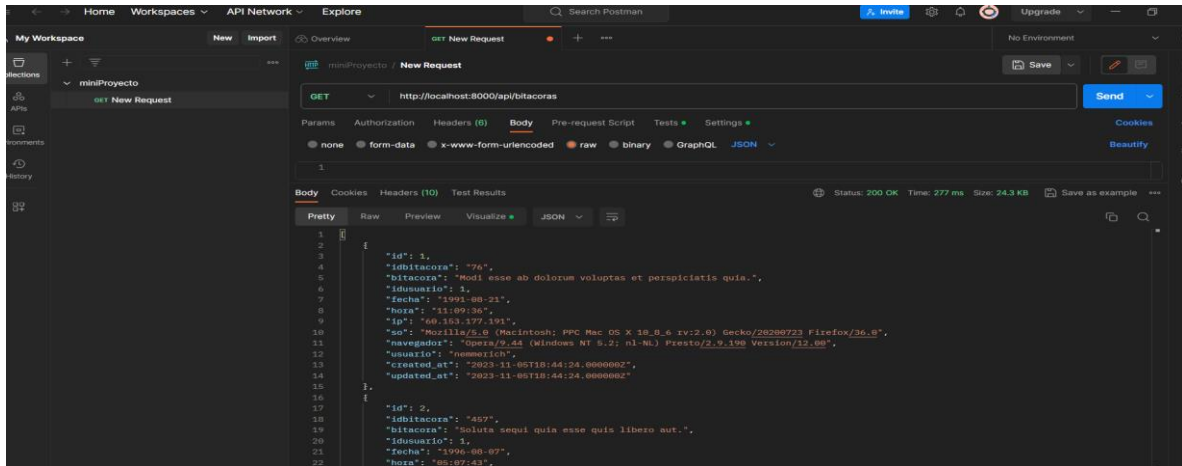 Home Workspaces API Network Explore Search Postman Invite Upgrade
My Workspace New Import Overview GET New Request No Environment
miniProyecto / New Request Save
miniProyecto
GET New Request
APIs
History
GET http://localhost:8000/api/bitacoras Send
Params Authorization Headers (6) Body Pre-request Script Tests Settings Cookies
none form-data x-www-form-urlencoded raw binary GraphQL JSON Beautify
1
Body Cookies Headers (10) Test Results Status: 200 OK Time: 277 ms Size: 24.3 KB Save as example
Pretty Raw Preview Visualize JSON
1 [
2 {
3 "id": 1,
4 "idbitacora": "76",
5 "bitacora": "Modi esse ab dolorum voluptas et perspiciatis quia.",
6 "idusuario": 1,
7 "fecha": "1991-08-21",
8 "hora": "11:09:36",
9 "ip": "60.153.177.191",
10 "so": "Mozilla/5.0 (Macintosh; PPC Mac OS X 10_8_6 rv:2.0) Gecko/20200723 Firefox/36.0",
11 "navegador": "Opera/9.44 (Windows NT 5.2; nl-NL) Presto/2.9.190 Version/12.00",
12 "usuario": "nemmerich",
13 "created_at": "2023-11-05T18:44:24.000000Z",
14 "updated_at": "2023-11-05T18:44:24.000000Z"
15 },
16 {
17 "id": 2,
18 "idbitacora": "457",
19 "bitacora": "Soluta sequi quia esse quis libero aut.",
20 "idusuario": 1,
21 "fecha": "1996-08-07",
22 "hora": "05:07:43",